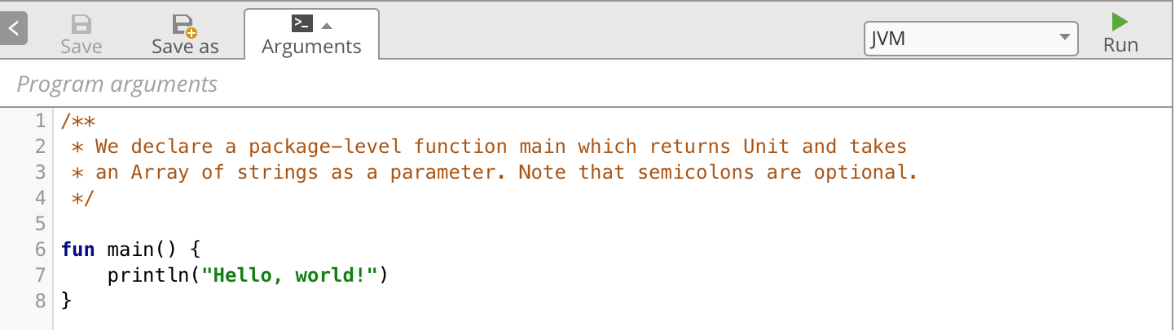 Save
Save as
Arguments
JVM
Run
Program arguments
1 /**
2  * We declare a package-level function main which returns Unit and takes
3  * an Array of strings as a parameter. Note that semicolons are optional.
4  */
5
6 fun main() {
7     println("Hello, world!")
8 }